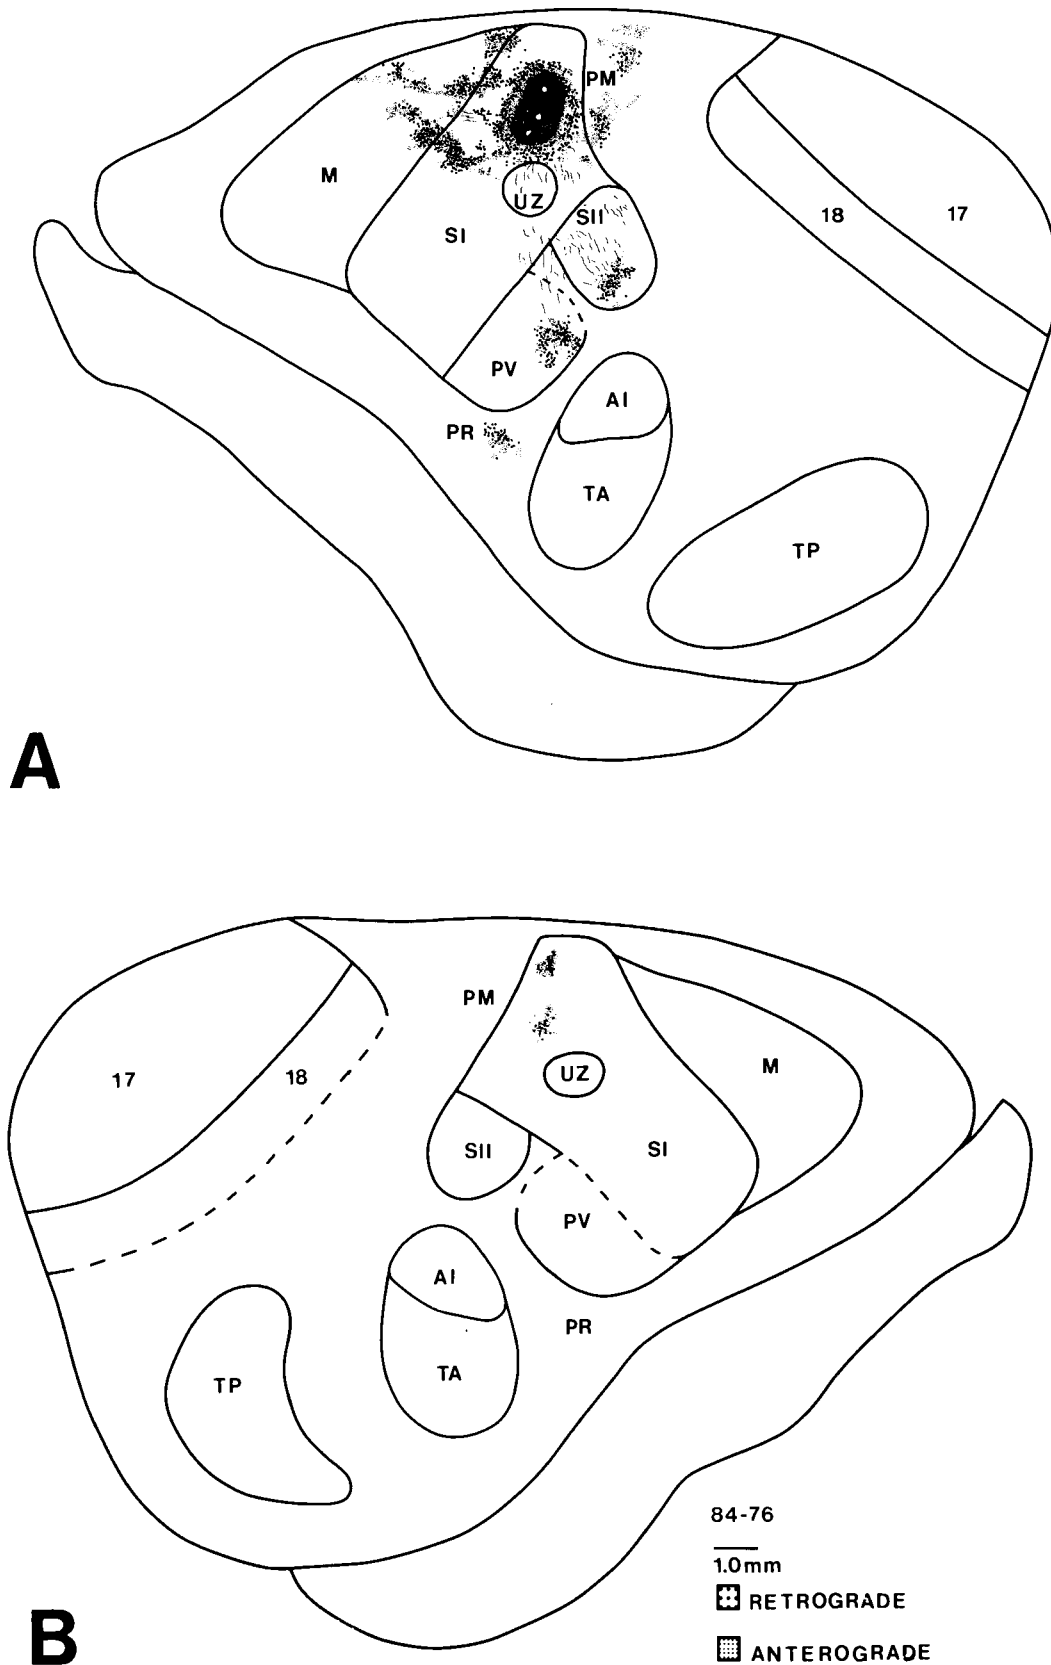 PM
M
UZ
SII
18
17
SI
PV
AI
PR
TA
TP
A
PM
M
17
18
UZ
SII
SI
PV
AI
PR
TP
TA
84-76
1.0mm
RETROGRADE
B
ANTEROGRADE